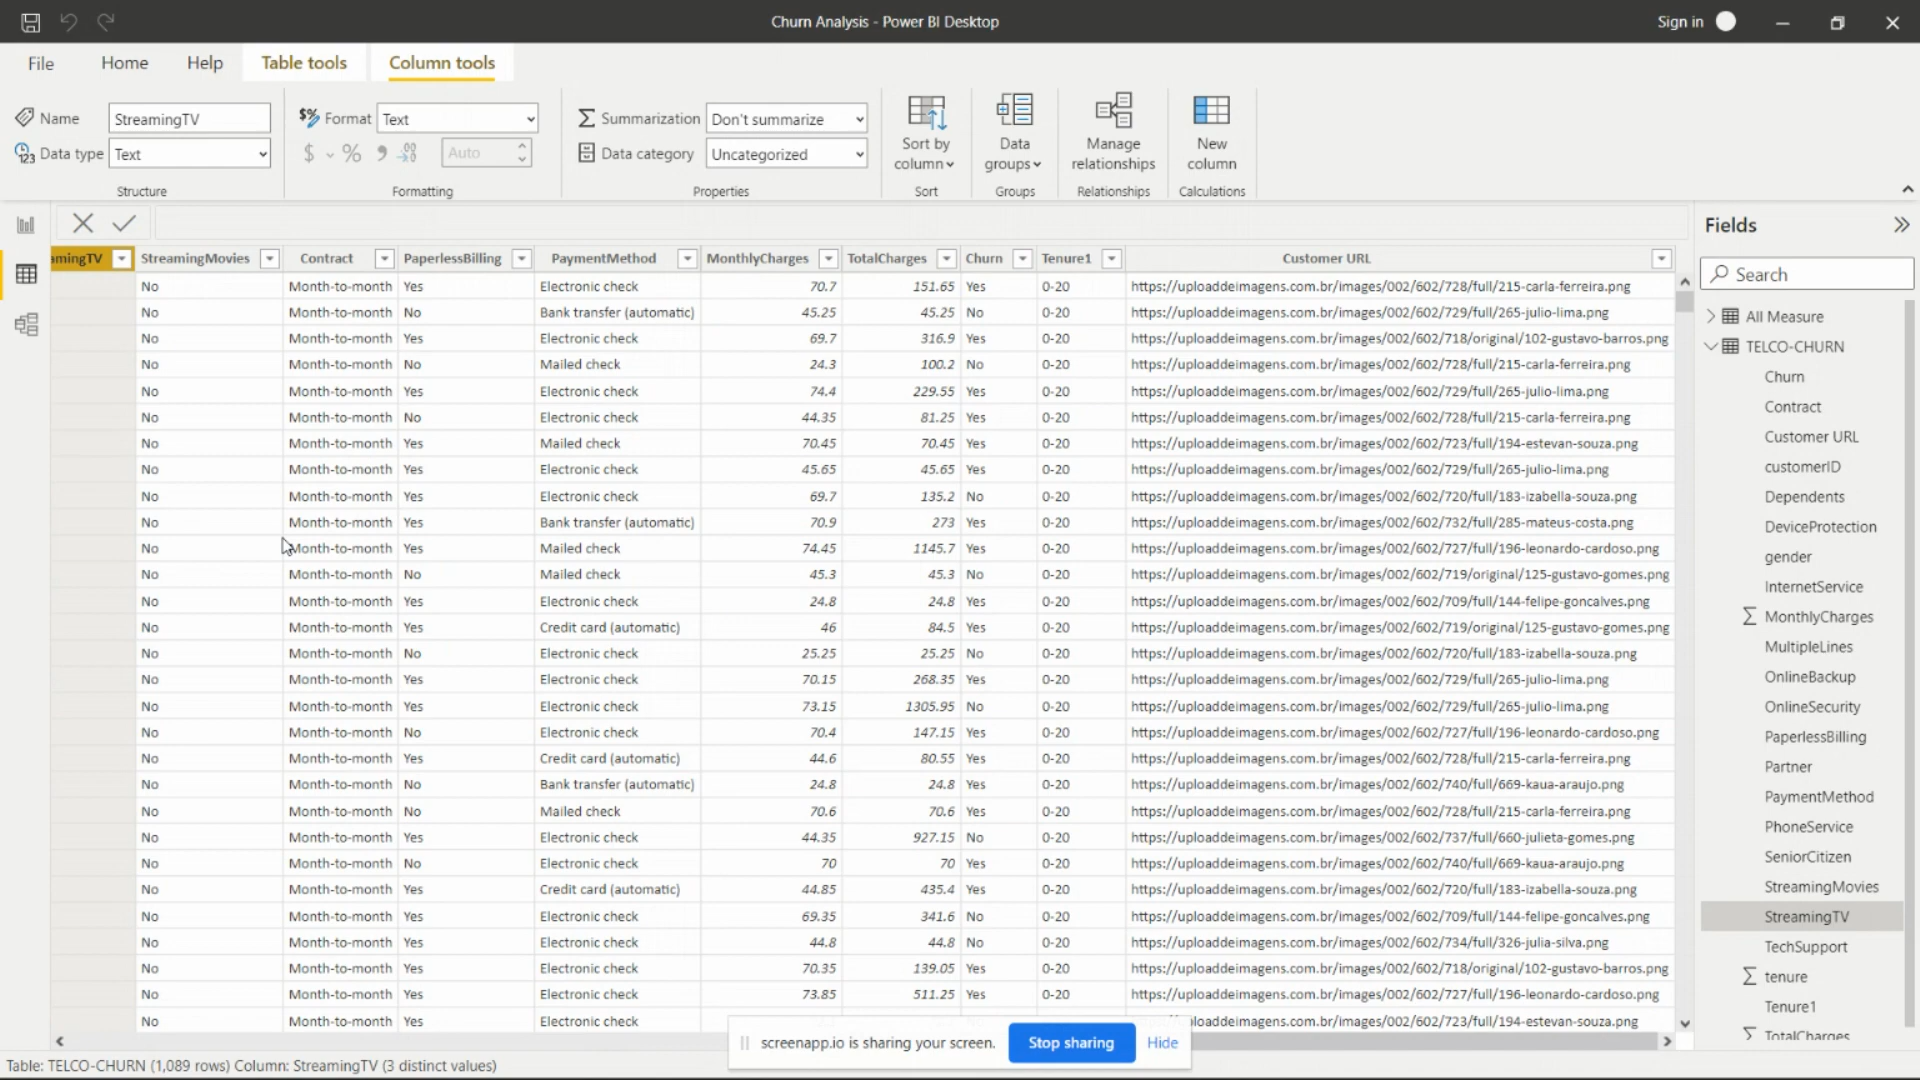 Churn Analysis - Power BI Desktop
Sign in
File Home Help Table tools Column tools
Name StreamingTV
Format Text
Summarization Don't summarize
Data type Text
$ % Auto
Data category Uncategorized
Sort by column
Data groups
Manage relationships
New column
Structure Formatting Properties Sort Groups Relationships Calculations
amingTV StreamingMovies Contract PaperlessBilling PaymentMethod MonthlyCharges TotalCharges Churn Tenure1 Customer URL
No Month-to-month Yes Electronic check 70.7 151.65 Yes 0-20 https://uploaddeimagens.com.br/images/002/602/728/full/215-carla-ferreira.png
No Month-to-month No Bank transfer (automatic) 45.25 45.25 No 0-20 https://uploaddeimagens.com.br/images/002/602/729/full/265-julio-lima.png
No Month-to-month Yes Electronic check 69.7 316.9 Yes 0-20 https://uploaddeimagens.com.br/images/002/602/718/original/102-gustavo-barros.png
No Month-to-month No Mailed check 24.3 100.2 No 0-20 https://uploaddeimagens.com.br/images/002/602/728/full/215-carla-ferreira.png
No Month-to-month Yes Electronic check 74.4 229.55 Yes 0-20 https://uploaddeimagens.com.br/images/002/602/729/full/265-julio-lima.png
No Month-to-month No Electronic check 44.35 81.25 Yes 0-20 https://uploaddeimagens.com.br/images/002/602/728/full/215-carla-ferreira.png
No Month-to-month Yes Mailed check 70.45 70.45 Yes 0-20 https://uploaddeimagens.com.br/images/002/602/723/full/194-estevan-souza.png
No Month-to-month Yes Electronic check 45.65 45.65 Yes 0-20 https://uploaddeimagens.com.br/images/002/602/729/full/265-julio-lima.png
No Month-to-month Yes Electronic check 69.7 135.2 No 0-20 https://uploaddeimagens.com.br/images/002/602/720/full/183-izabella-souza.png
No Month-to-month Yes Bank transfer (automatic) 70.9 273 Yes 0-20 https://uploaddeimagens.com.br/images/002/602/732/full/285-mateus-costa.png
No Month-to-month Yes Mailed check 74.45 1145.7 Yes 0-20 https://uploaddeimagens.com.br/images/002/602/727/full/196-leonardo-cardoso.png
No Month-to-month No Mailed check 45.3 45.3 No 0-20 https://uploaddeimagens.com.br/images/002/602/719/original/125-gustavo-gomes.png
No Month-to-month Yes Electronic check 24.8 24.8 Yes 0-20 https://uploaddeimagens.com.br/images/002/602/709/full/144-felipe-goncalves.png
No Month-to-month Yes Credit card (automatic) 46 84.5 Yes 0-20 https://uploaddeimagens.com.br/images/002/602/719/original/125-gustavo-gomes.png
No Month-to-month No Electronic check 25.25 25.25 No 0-20 https://uploaddeimagens.com.br/images/002/602/720/full/183-izabella-souza.png
No Month-to-month Yes Electronic check 70.15 268.35 Yes 0-20 https://uploaddeimagens.com.br/images/002/602/729/full/265-julio-lima.png
No Month-to-month Yes Electronic check 73.15 1305.95 No 0-20 https://uploaddeimagens.com.br/images/002/602/729/full/265-julio-lima.png
No Month-to-month No Electronic check 70.4 147.15 Yes 0-20 https://uploaddeimagens.com.br/images/002/602/727/full/196-leonardo-cardoso.png
No Month-to-month Yes Credit card (automatic) 44.6 80.55 Yes 0-20 https://uploaddeimagens.com.br/images/002/602/728/full/215-carla-ferreira.png
No Month-to-month No Bank transfer (automatic) 24.8 24.8 Yes 0-20 https://uploaddeimagens.com.br/images/002/602/740/full/669-kaua-araujo.png
No Month-to-month No Mailed check 70.6 70.6 Yes 0-20 https://uploaddeimagens.com.br/images/002/602/728/full/215-carla-ferreira.png
No Month-to-month Yes Electronic check 44.35 927.15 No 0-20 https://uploaddeimagens.com.br/images/002/602/737/full/660-julieta-gomes.png
No Month-to-month No Electronic check 70 70 Yes 0-20 https://uploaddeimagens.com.br/images/002/602/740/full/669-kaua-araujo.png
No Month-to-month Yes Credit card (automatic) 44.85 435.4 Yes 0-20 https://uploaddeimagens.com.br/images/002/602/720/full/183-izabella-souza.png
No Month-to-month Yes Electronic check 69.35 341.6 No 0-20 https://uploaddeimagens.com.br/images/002/602/709/full/144-felipe-goncalves.png
No Month-to-month Yes Electronic check 44.8 44.8 No 0-20 https://uploaddeimagens.com.br/images/002/602/734/full/326-julia-silva.png
No Month-to-month Yes Electronic check 70.35 139.05 Yes 0-20 https://uploaddeimagens.com.br/images/002/602/718/original/102-gustavo-barros.png
No Month-to-month Yes Electronic check 73.85 511.25 Yes 0-20 https://uploaddeimagens.com.br/images/002/602/727/full/196-leonardo-cardoso.png
No Month-to-month Yes Electronic check loaddeimagens.com.br/images/002/602/723/full/194-estevan-souza.png
Fields
Search
All Measure
TELCO-CHURN
Churn
Contract
Customer URL
customerID
Dependents
DeviceProtection
gender
InternetService
MonthlyCharges
MultipleLines
OnlineBackup
OnlineSecurity
PaperlessBilling
Partner
PaymentMethod
PhoneService
SeniorCitizen
StreamingMovies
StreamingTV
TechSupport
tenure
Tenure1
TotalCharges
screenapp.io is sharing your screen. Stop sharing Hide
Table: TELCO-CHURN (1,089 rows) Column: StreamingTV (3 distinct values)